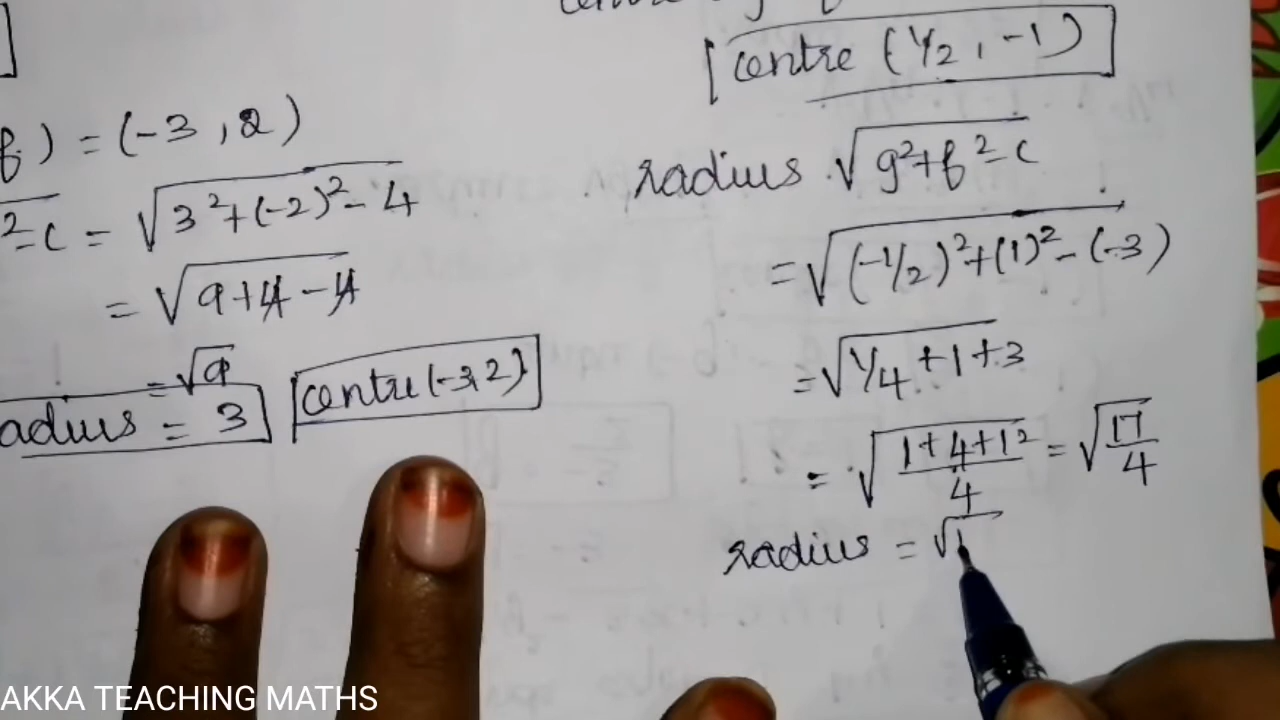 ]
f) = (-3, 2)
²-c = √3²+(-2)²-4
= √9+4-4
= √9
adius = 3
centre (-3, 2)
centre (1/2, -1)
radius √g²+f²-c
= √(-1/2)²+(1)²-(-3)
= √1/4+1+3
= √1+4+12/4 = √17/4
radius = √1
AKKA TEACHING MATHS